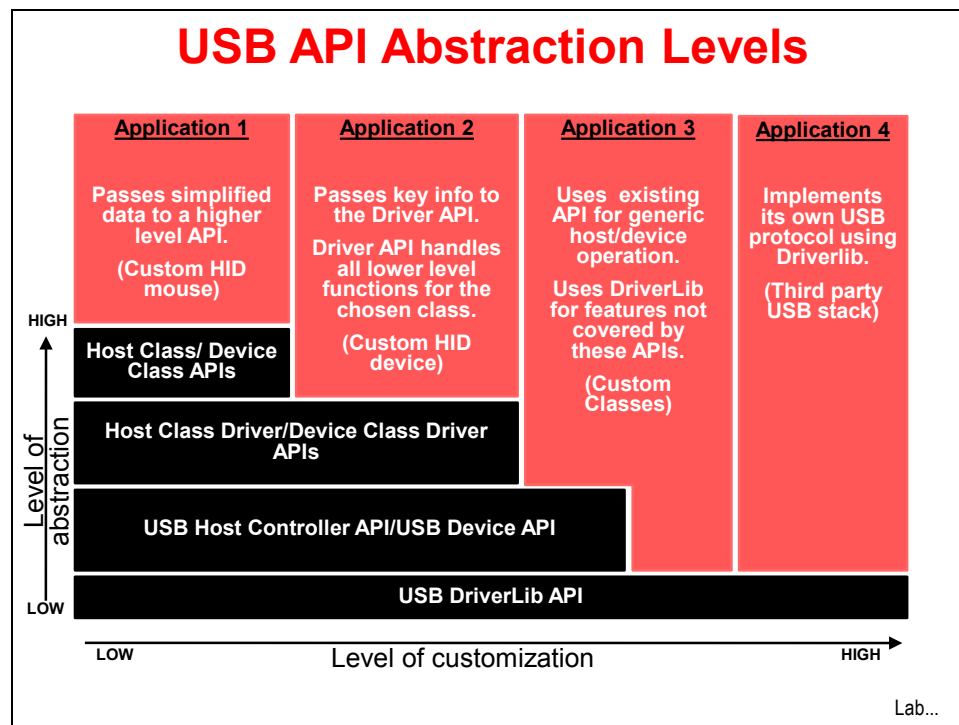 USB API Abstraction Levels
Application 1
Passes simplified
data to a higher
level API.
(Custom HID
mouse)
Application 2
Passes key info to
the Driver API.
Driver API handles
all lower level
functions for the
chosen class.
(Custom HID
device)
Application 3
Uses existing
API for generic
host/device
operation.
Uses DriverLib
for features not
covered by
these APIs.
(Custom
Classes)
Application 4
Implements
its own USB
protocol using
Driverlib.
(Third party
USB stack)
HIGH
Level of
abstraction
LOW
Host Class/ Device
Class APIs
Host Class Driver/Device Class Driver
APIs
USB Host Controller API/USB Device API
USB DriverLib API
LOW
Level of customization
HIGH
Lab...